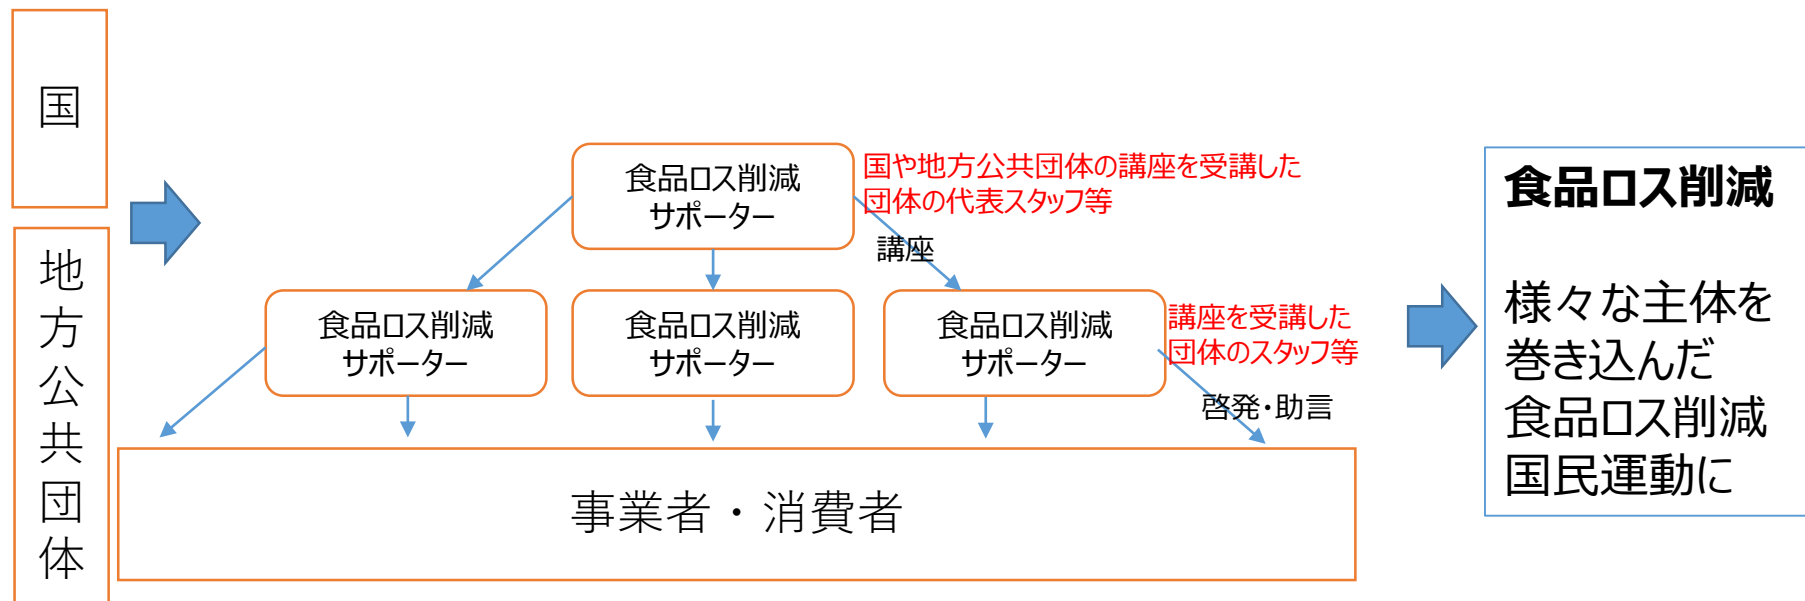 国
地方公共団体
食品ロス削減
サポーター
国や地方公共団体の講座を受講した
団体の代表スタッフ等
講座
食品ロス削減
サポーター
食品ロス削減
サポーター
食品ロス削減
サポーター
講座を受講した
団体のスタッフ等
啓発・助言
事業者・消費者
食品ロス削減
様々な主体を
巻き込んだ
食品ロス削減
国民運動に